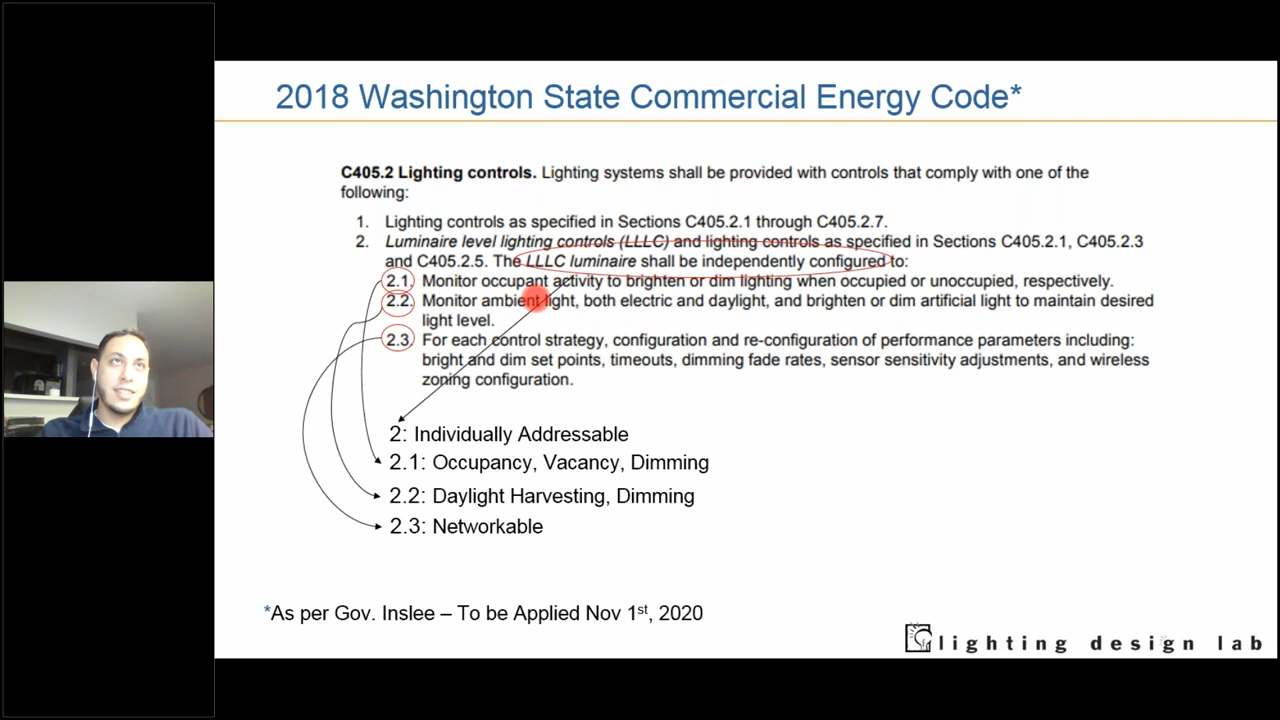 2018 Washington State Commercial Energy Code*
C405.2 Lighting controls. Lighting systems shall be provided with controls that comply with one of the
following:
1. Lighting controls as specified in Sections C405.2.1 through C405.2.7.
2. Luminaire level lighting controls (LLLC) and lighting controls as specified in Sections C405.2.1, C405.2.3
and C405.2.5. The LLLC luminaire shall be independently configured to:
2.1. Monitor occupant activity to brighten or dim lighting when occupied or unoccupied, respectively.
2.2. Monitor ambient light, both electric and daylight, and brighten or dim artificial light to maintain desired
light level.
2.3. For each control strategy, configuration and re-configuration of performance parameters including:
bright and dim set points, timeouts, dimming fade rates, sensor sensitivity adjustments, and wireless
zoning configuration.
2: Individually Addressable
2.1: Occupancy, Vacancy, Dimming
2.2: Daylight Harvesting, Dimming
2.3: Networkable
*As per Gov. Inslee – To be Applied Nov 1st, 2020
lighting design lab